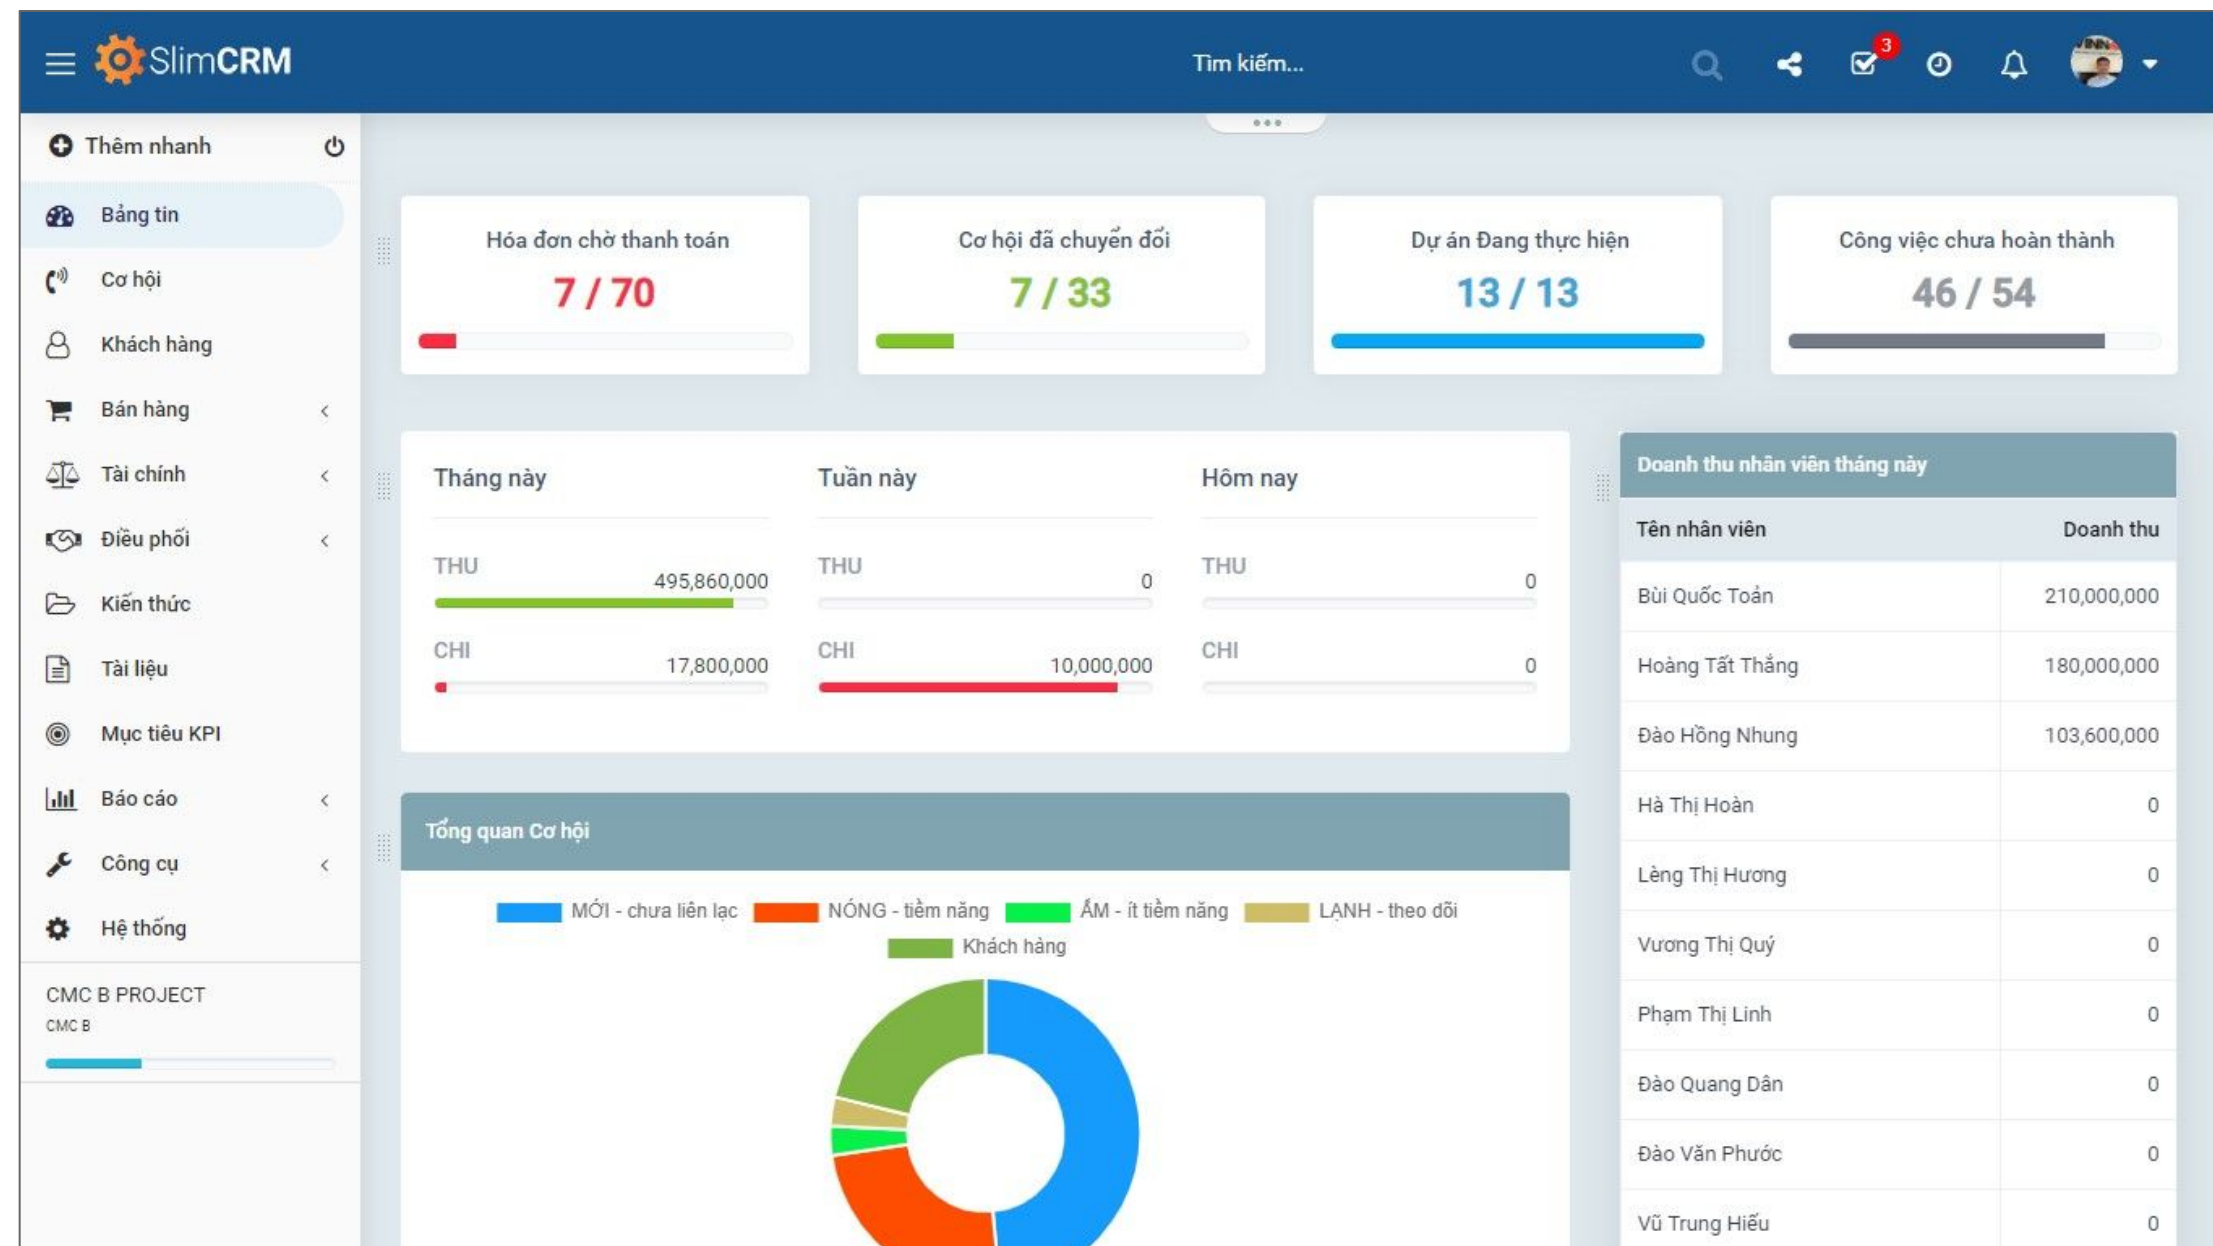 SlimCRM
Tìm kiếm...
3
Thêm nhanh
Bảng tin
Cơ hội
Khách hàng
Bán hàng
Tài chính
Điều phối
Kiến thức
Tài liệu
Mục tiêu KPI
Báo cáo
Công cụ
Hệ thống
CMC B PROJECT
CMC B
Hóa đơn chờ thanh toán
7 / 70
Cơ hội đã chuyển đổi
7 / 33
Dự án Đang thực hiện
13 / 13
Công việc chưa hoàn thành
46 / 54
Tháng này
THU
495,860,000
CHI
17,800,000
Tuần này
THU
0
CHI
10,000,000
Hôm nay
THU
0
CHI
0
Tổng quan Cơ hội
MỚI - chưa liên lạc NÓNG - tiềm năng ẤM - ít tiềm năng LẠNH - theo dõi
Khách hàng
Doanh thu nhân viên tháng này
Tên nhân viên Doanh thu
Bùi Quốc Toản 210,000,000
Hoàng Tất Thắng 180,000,000
Đào Hồng Nhung 103,600,000
Hà Thị Hoàn 0
Lèng Thị Hương 0
Vương Thị Quý 0
Phạm Thị Linh 0
Đào Quang Dân 0
Đào Văn Phước 0
Vũ Trung Hiếu 0